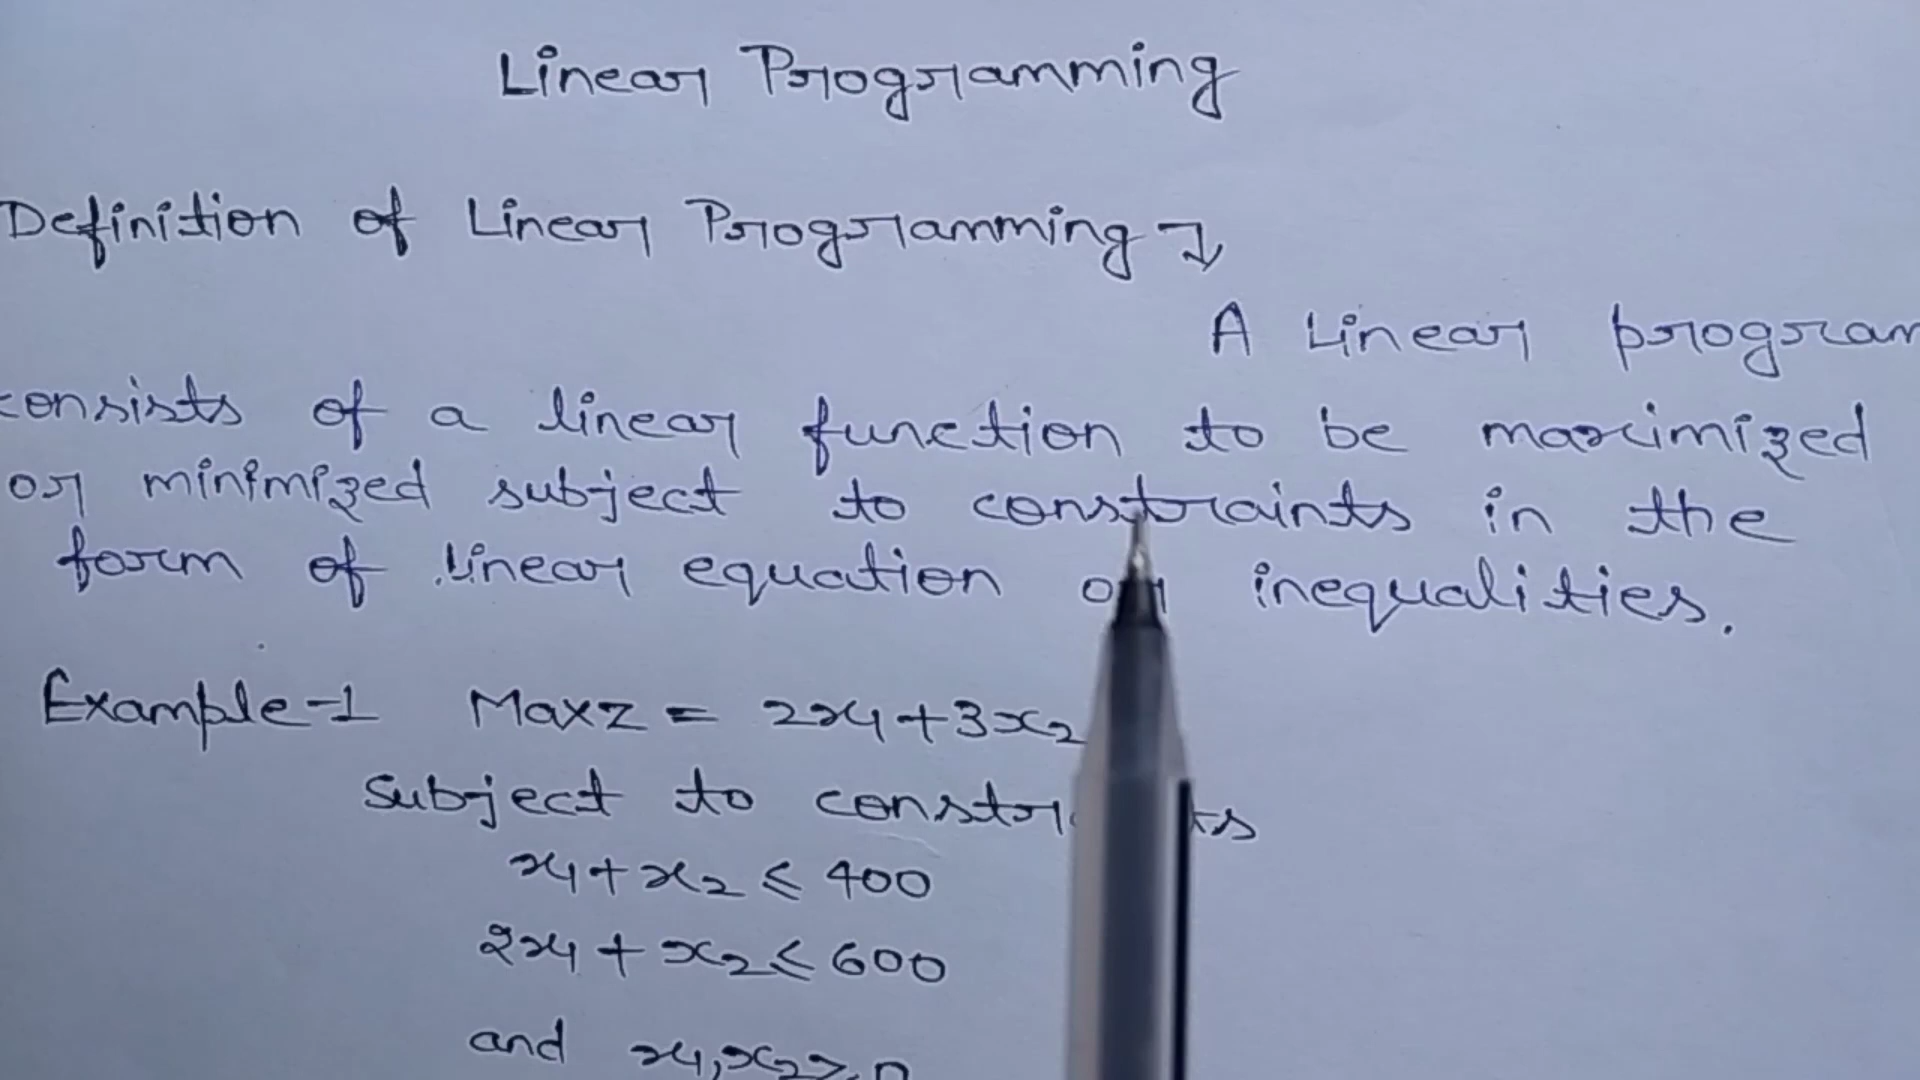 Linear Programming
Definition of Linear Programming
A Linear program
consists of a linear function to be maximized
or minimized subject to constraints in the
form of linear equation or inequalities.
Example-1 Max Z = 2x₁+3x₂
Subject to constraints
x₁+x₂ ⩽ 400
2x₁+x₂ ⩽ 600
and x₁,x₂ ⩾ 0